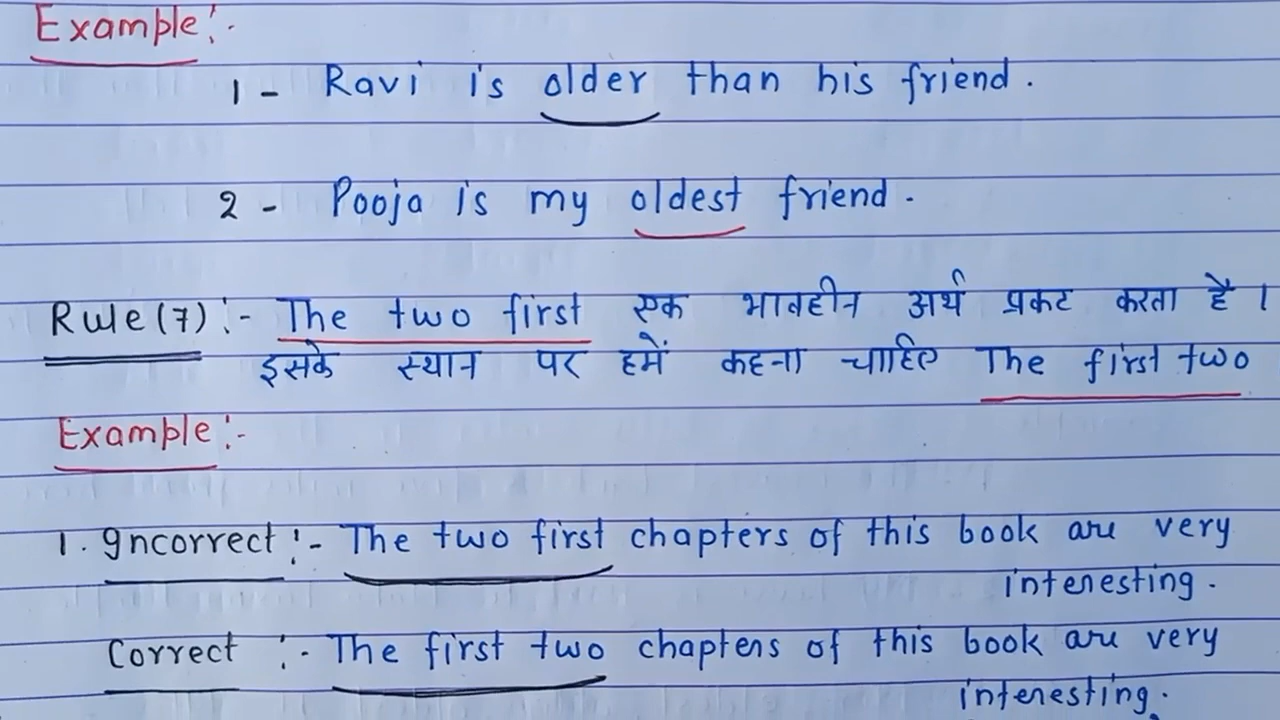 Example :-
1 - Ravi is older than his friend.
2 - Pooja is my oldest friend.
Rule (7) :- The two first एक भावहीन अर्थ प्रकट करता है ।
इसके स्थान पर हमें कहना चाहिए The first two
Example :-
1. Incorrect :- The two first chapters of this book are very
interesting.
Correct :- The first two chapters of this book are very
interesting.